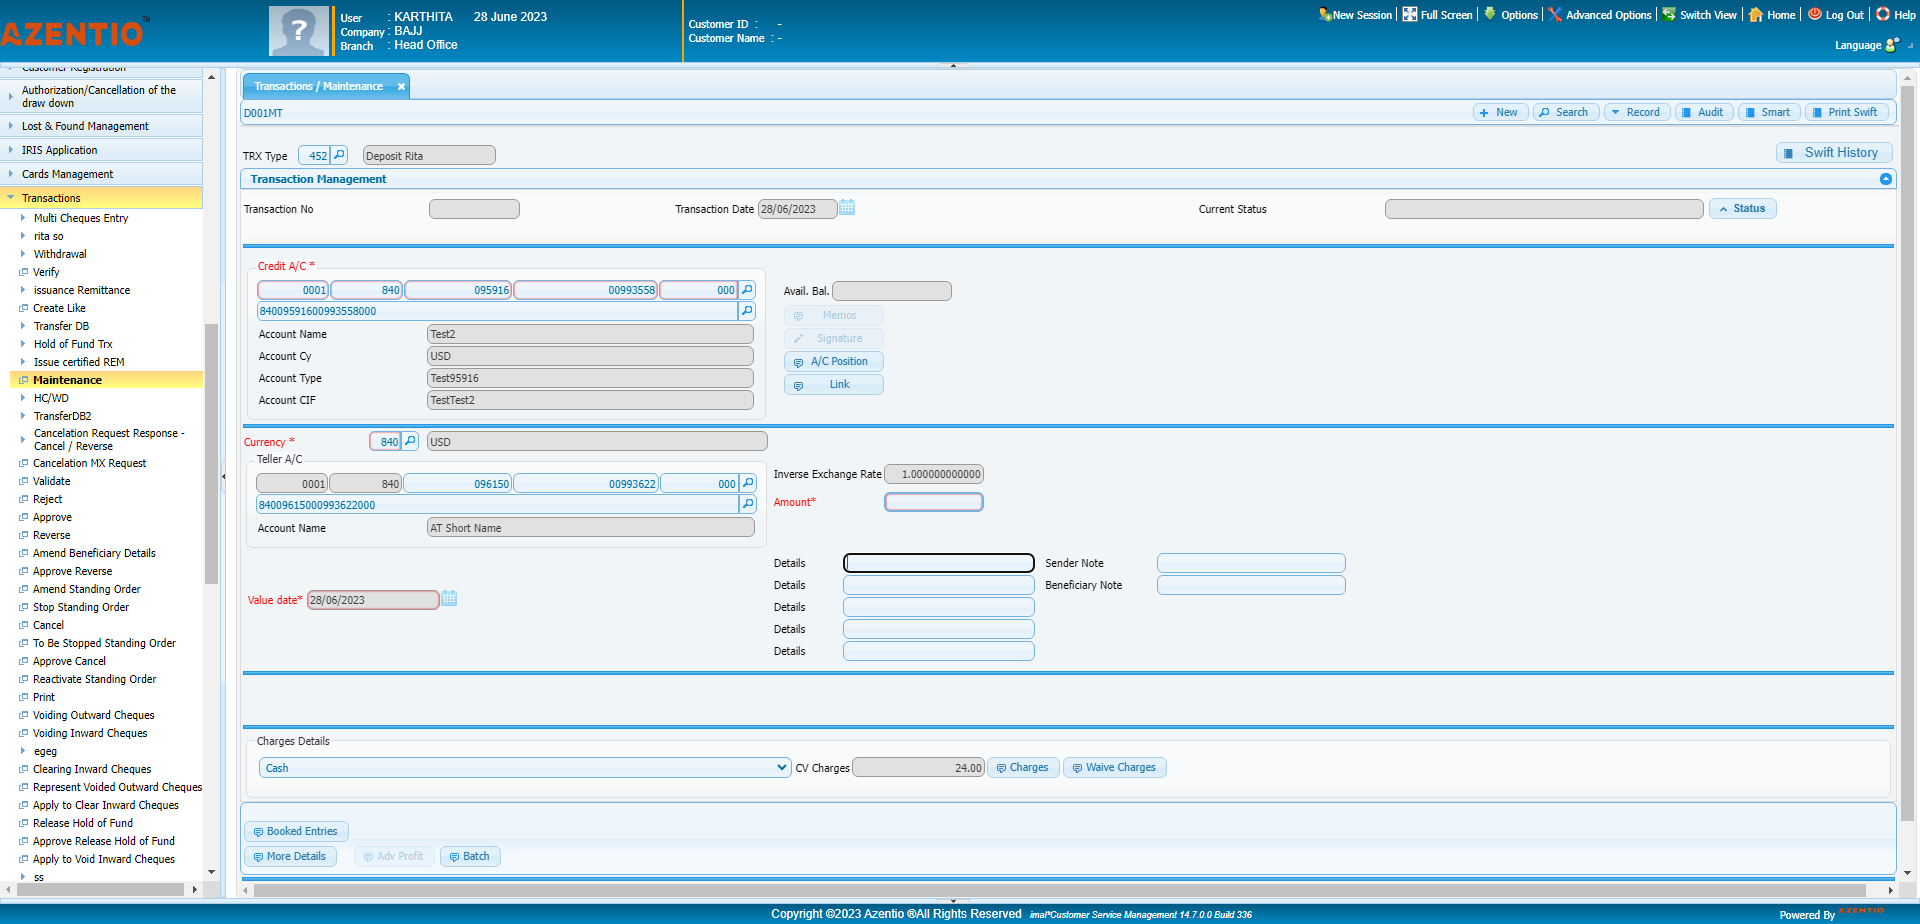 AZENTIO™
User : KARTHITA 28 June 2023
Company : BAJJ
Branch : Head Office
Customer ID : -
Customer Name : -
New Session Full Screen Options Advanced Options Switch View Home Log Out Help
Language
Customer Registration
Authorization/Cancellation of the
draw down
Lost & Found Management
IRIS Application
Cards Management
Transactions
Multi Cheques Entry
rita so
Withdrawal
Verify
issuance Remittance
Create Like
Transfer DB
Hold of Fund Trx
Issue certified REM
Maintenance
HC/WD
TransferDB2
Cancelation Request Response -
Cancel / Reverse
Cancelation MX Request
Validate
Reject
Approve
Reverse
Amend Beneficiary Details
Approve Reverse
Amend Standing Order
Stop Standing Order
Cancel
To Be Stopped Standing Order
Approve Cancel
Reactivate Standing Order
Print
Voiding Outward Cheques
Voiding Inward Cheques
egeg
Clearing Inward Cheques
Represent Voided Outward Cheques
Apply to Clear Inward Cheques
Release Hold of Fund
Approve Release Hold of Fund
Apply to Void Inward Cheques
ss
Transactions / Maintenance
D001MT
New Search Record Audit Smart Print Swift
TRX Type 452 Deposit Rita
Swift History
Transaction Management
Transaction No Transaction Date 28/06/2023 Current Status Status
Credit A/C *
0001 840 095916 00993558 000
84009591600993558000
Account Name Test2
Account Cy USD
Account Type Test95916
Account CIF TestTest2
Avail. Bal.
Memos
Signature
A/C Position
Link
Currency * 840 USD
Teller A/C
0001 840 096150 00993622 000
84009615000993622000
Account Name AT Short Name
Inverse Exchange Rate 1.000000000000
Amount*
Value date* 28/06/2023
Details Sender Note
Details Beneficiary Note
Details
Details
Details
Charges Details
Cash CV Charges 24.00 Charges Waive Charges
Booked Entries
More Details Adv Profit Batch
Copyright ©2023 Azentio ®All Rights Reserved imal*Customer Service Management 14.7.0.0 Build 336
Powered By AZENTIO